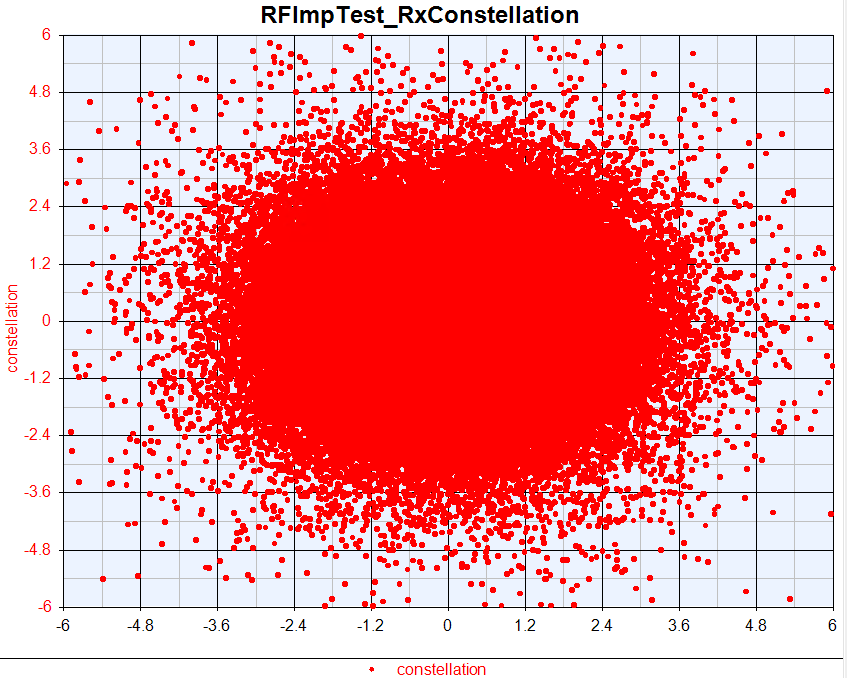 RFImpTest_RxConstellation
6
4.8
3.6
2.4
1.2
0
-1.2
-2.4
-3.6
-4.8
-6
constellation
-6 -4.8 -3.6 -2.4 -1.2 0 1.2 2.4 3.6 4.8 6
constellation